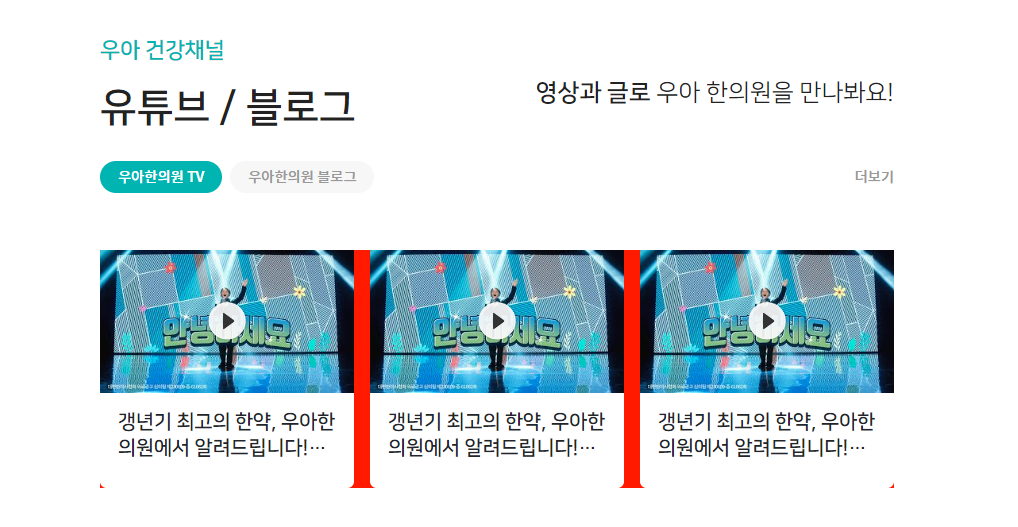 우아 건강채널
유튜브 / 블로그
영상과 글로 우아 한의원을 만나봐요!
우아한의원 TV
우아한의원 블로그
더보기
안녕하세요
안녕하세요
안녕하세요
갱년기 최고의 한약, 우아한
의원에서 알려드립니다!…
갱년기 최고의 한약, 우아한
의원에서 알려드립니다!…
갱년기 최고의 한약, 우아한
의원에서 알려드립니다!…